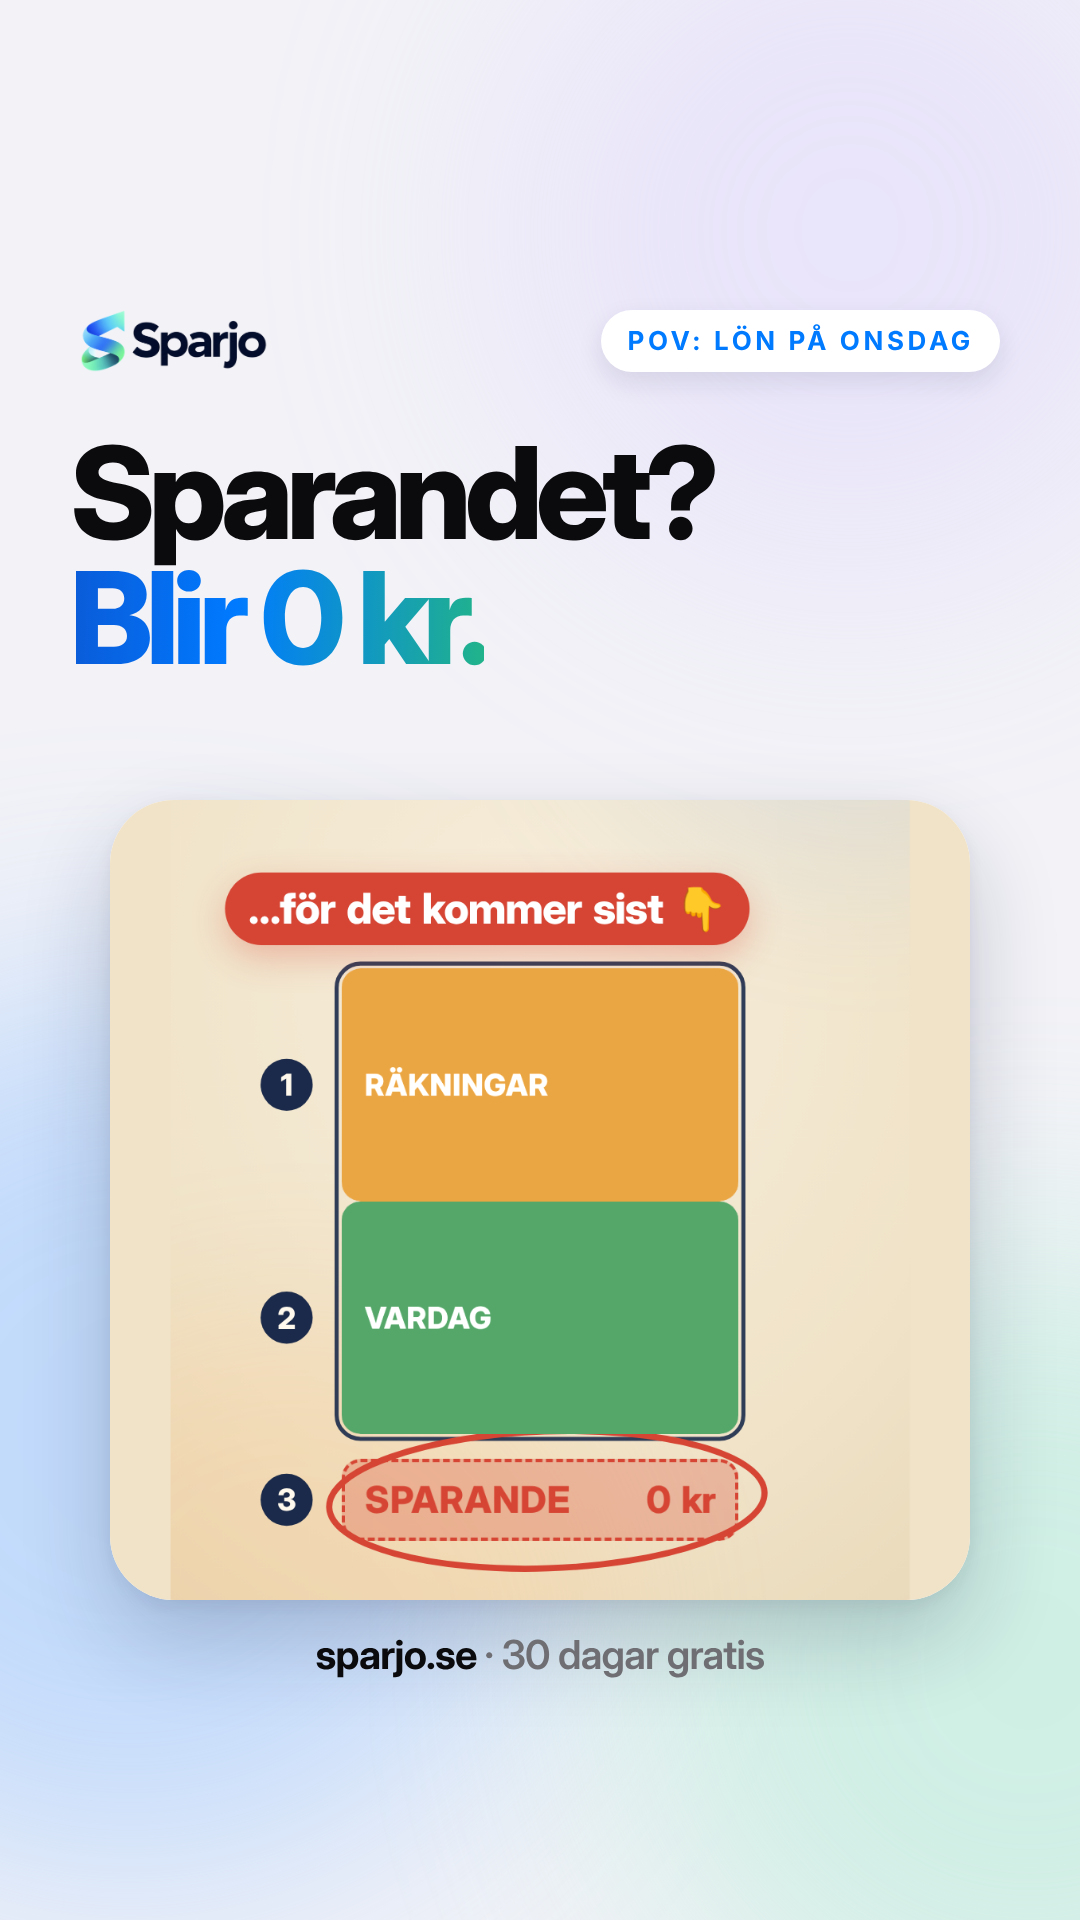 Sparjo
POV: LÖN PÅ ONSDAG
Sparandet?
Blir 0 kr.
...för det kommer sist 👇
1
RÄKNINGAR
2
VARDAG
3
SPARANDE 0 kr
sparjo.se · 30 dagar gratis